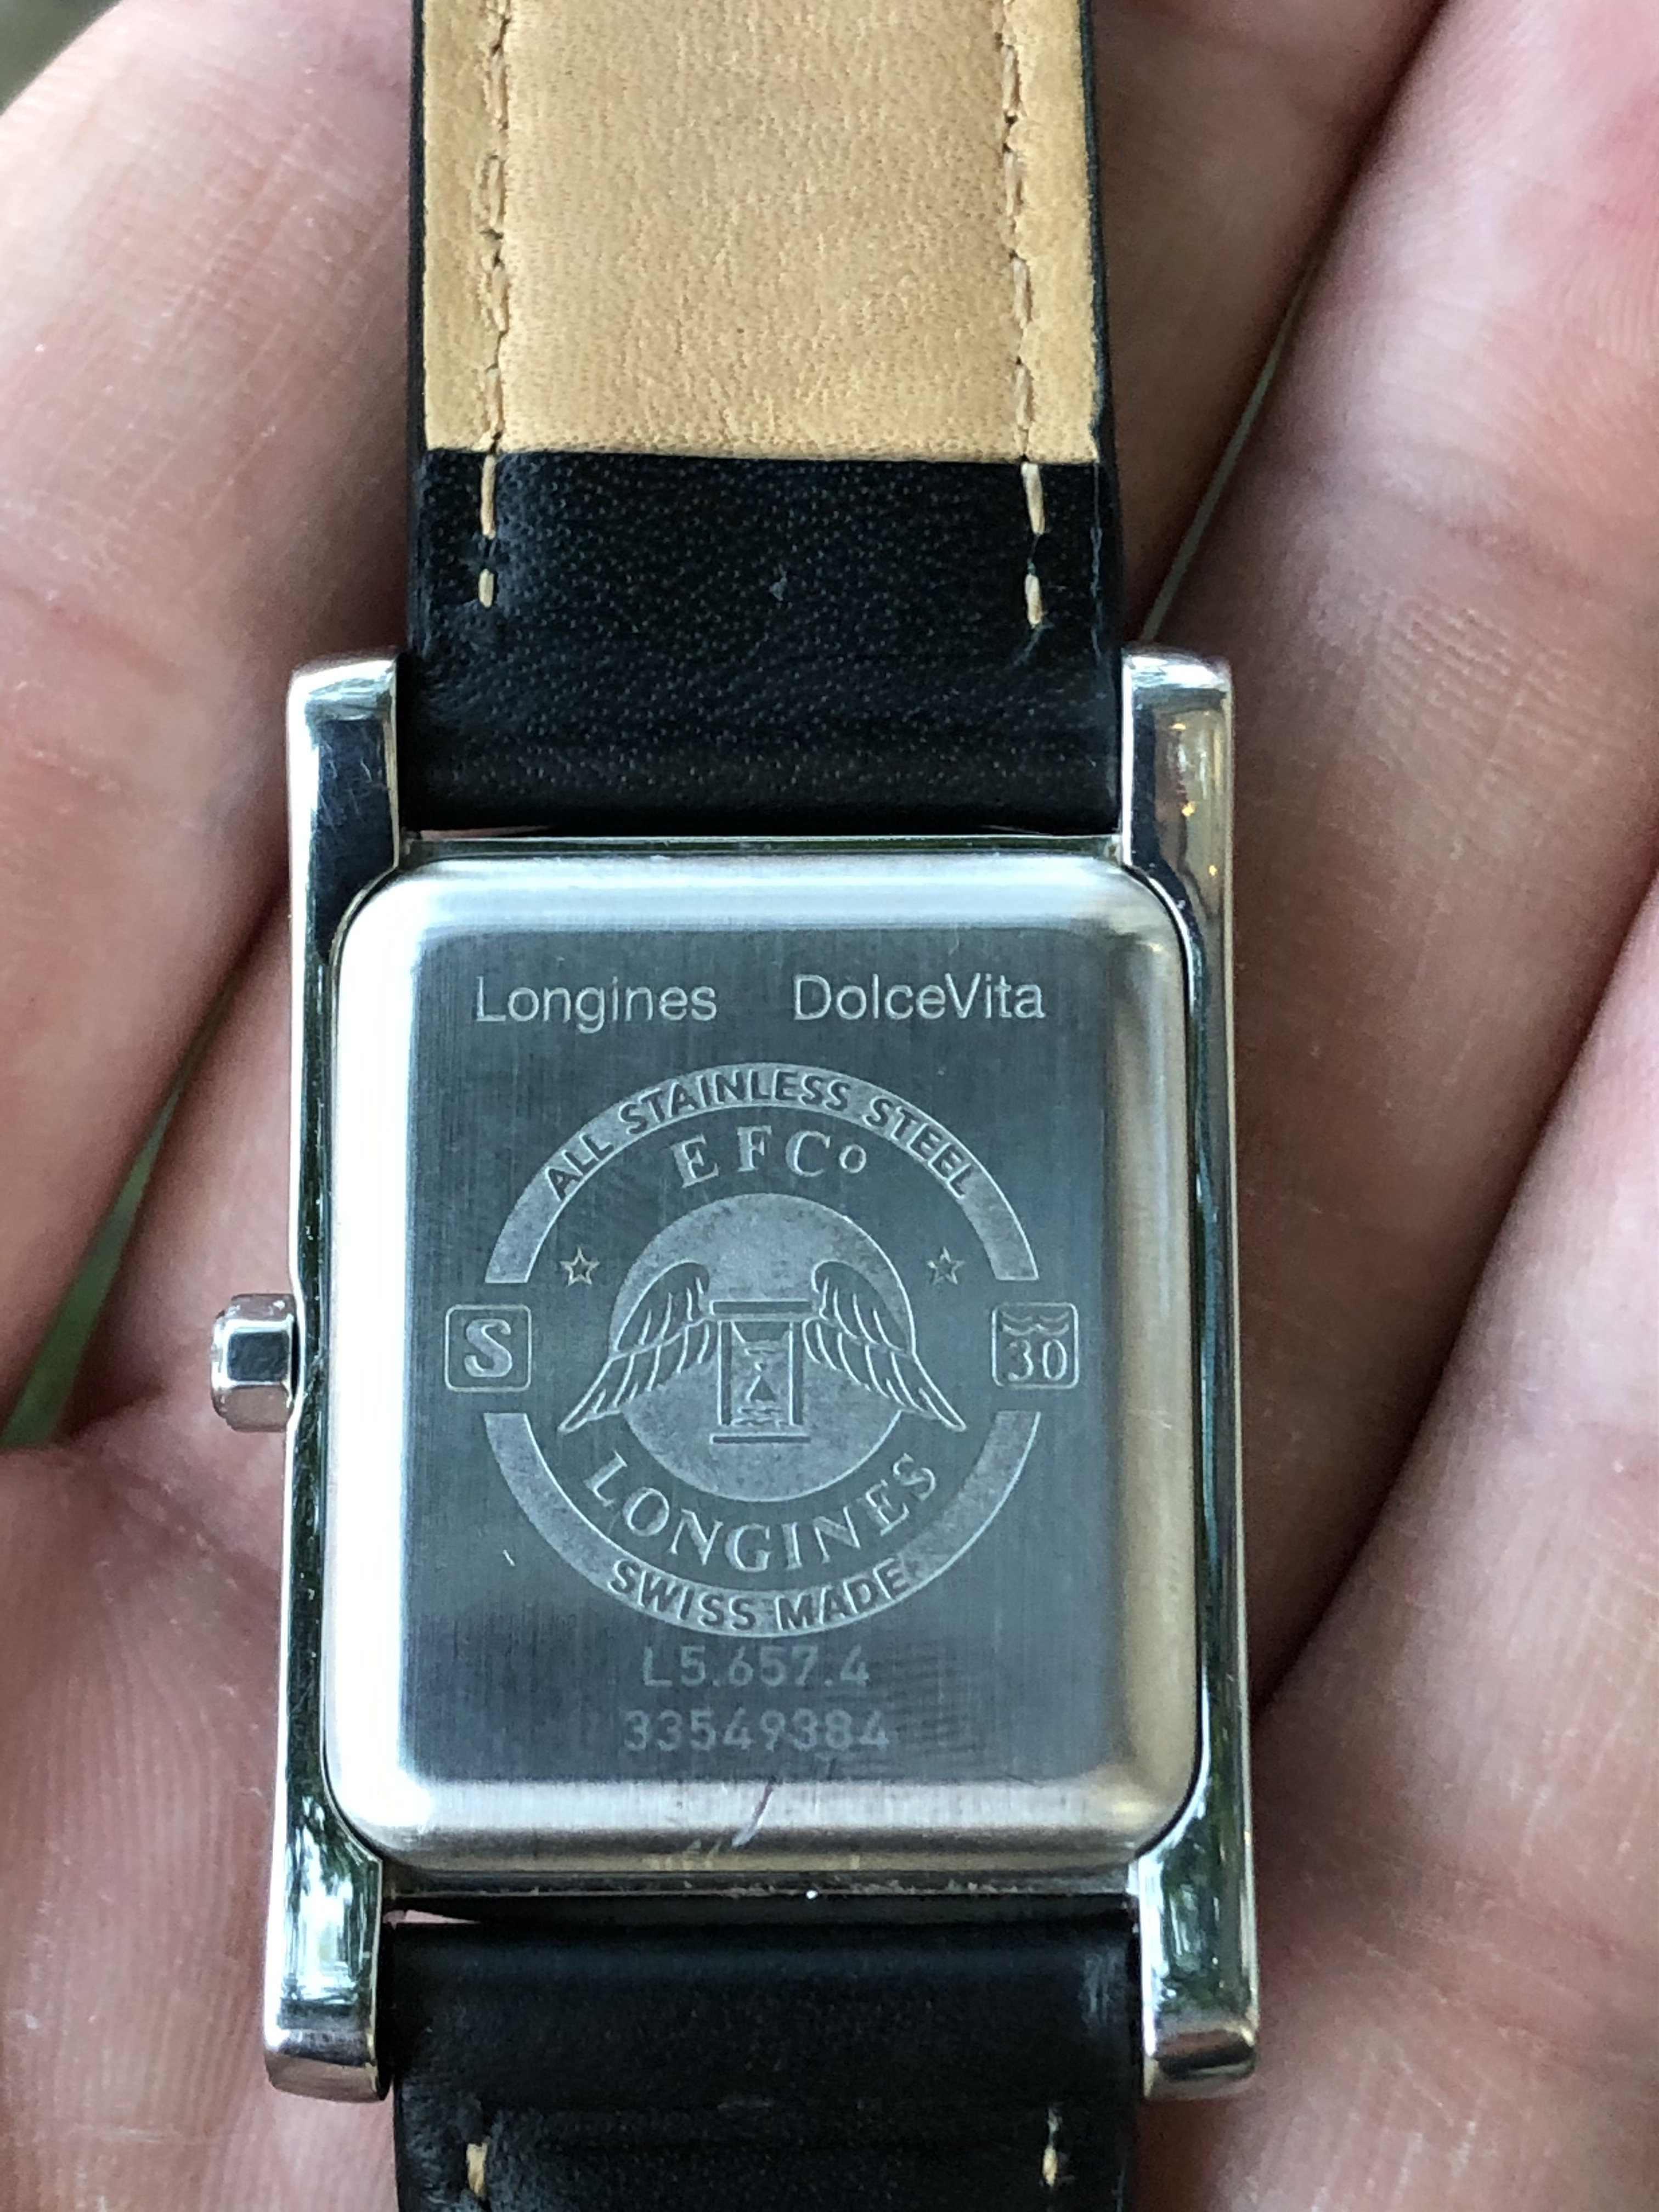 Longines DolceVita
ALL STAINLESS STEEL
EFCo
S
30
LONGINES
SWISS MADE
L5.657.4
33549384